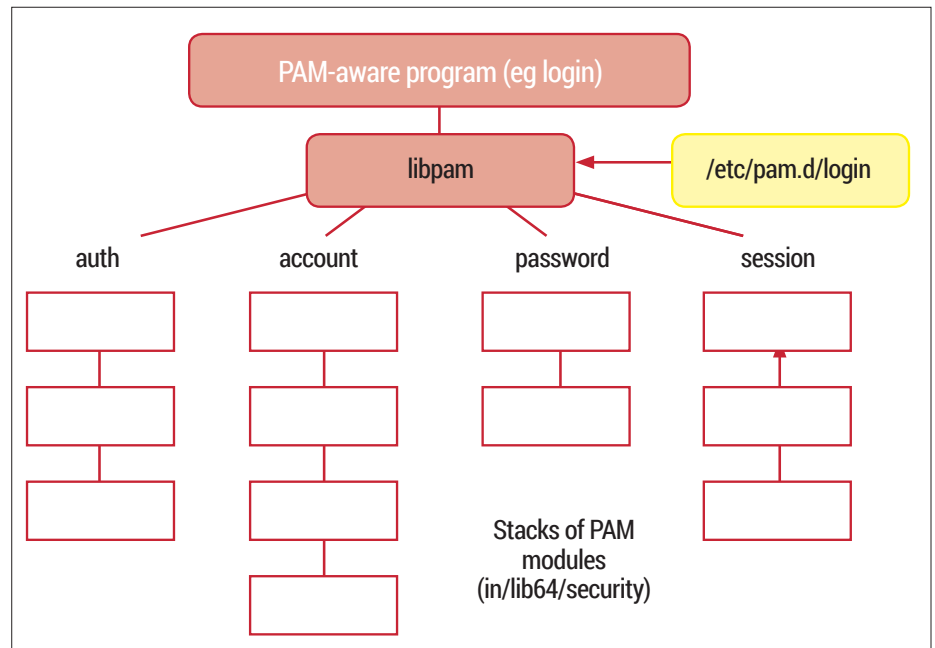 PAM-aware program (eg login)
libpam
/etc/pam.d/login
auth
account
password
session
Stacks of PAM
modules
(in/lib64/security)